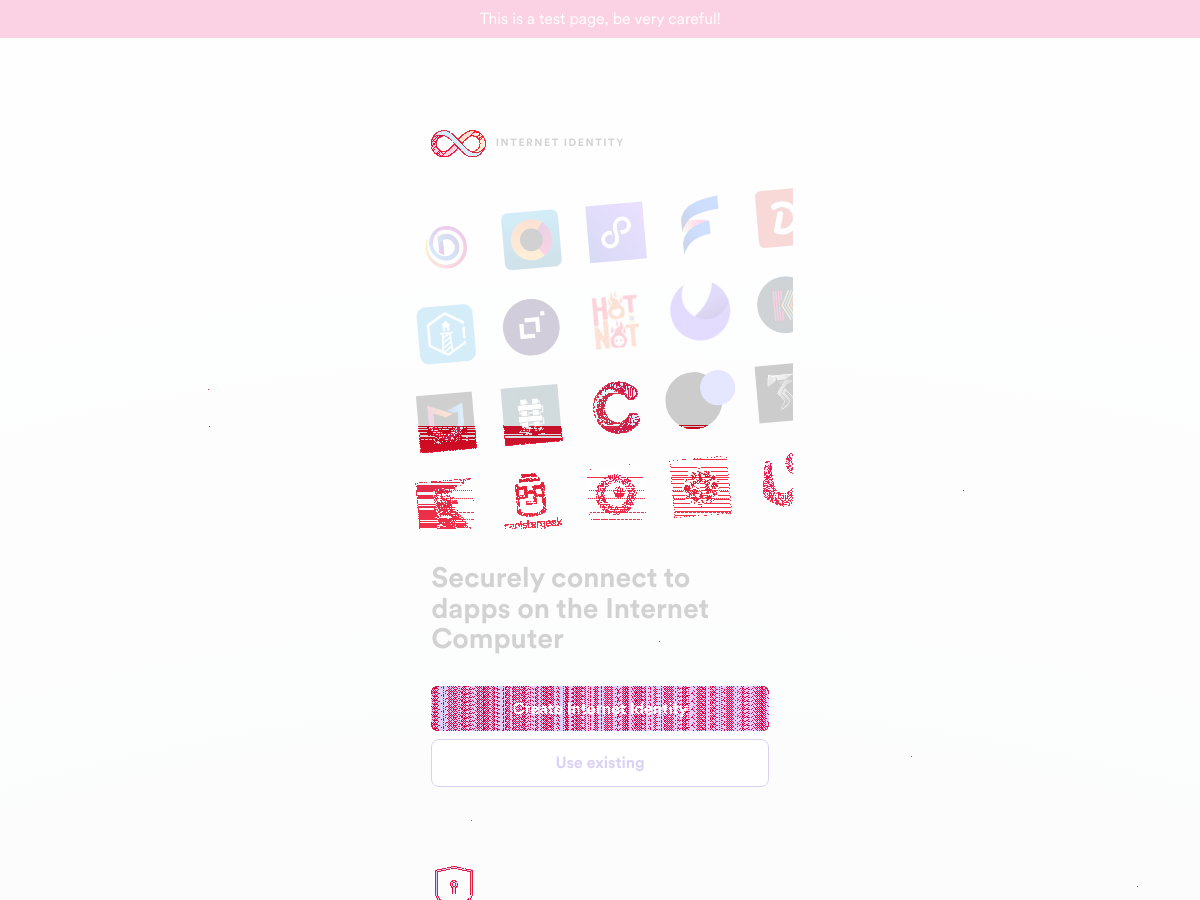 This is a test page, be very careful!
INTERNET IDENTITY
HOT
NOT
Securely connect to
dapps on the Internet
Computer
Create Internet Identity
Use existing